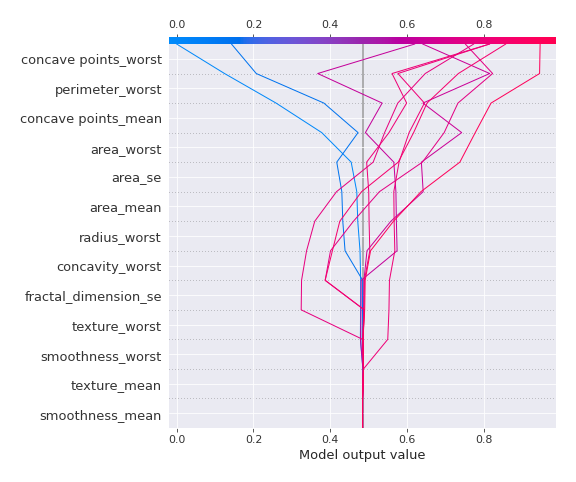 0.0 0.2 0.4 0.6 0.8
concave points_worst
perimeter_worst
concave points_mean
area_worst
area_se
area_mean
radius_worst
concavity_worst
fractal_dimension_se
texture_worst
smoothness_worst
texture_mean
smoothness_mean
0.0 0.2 0.4 0.6 0.8
Model output value